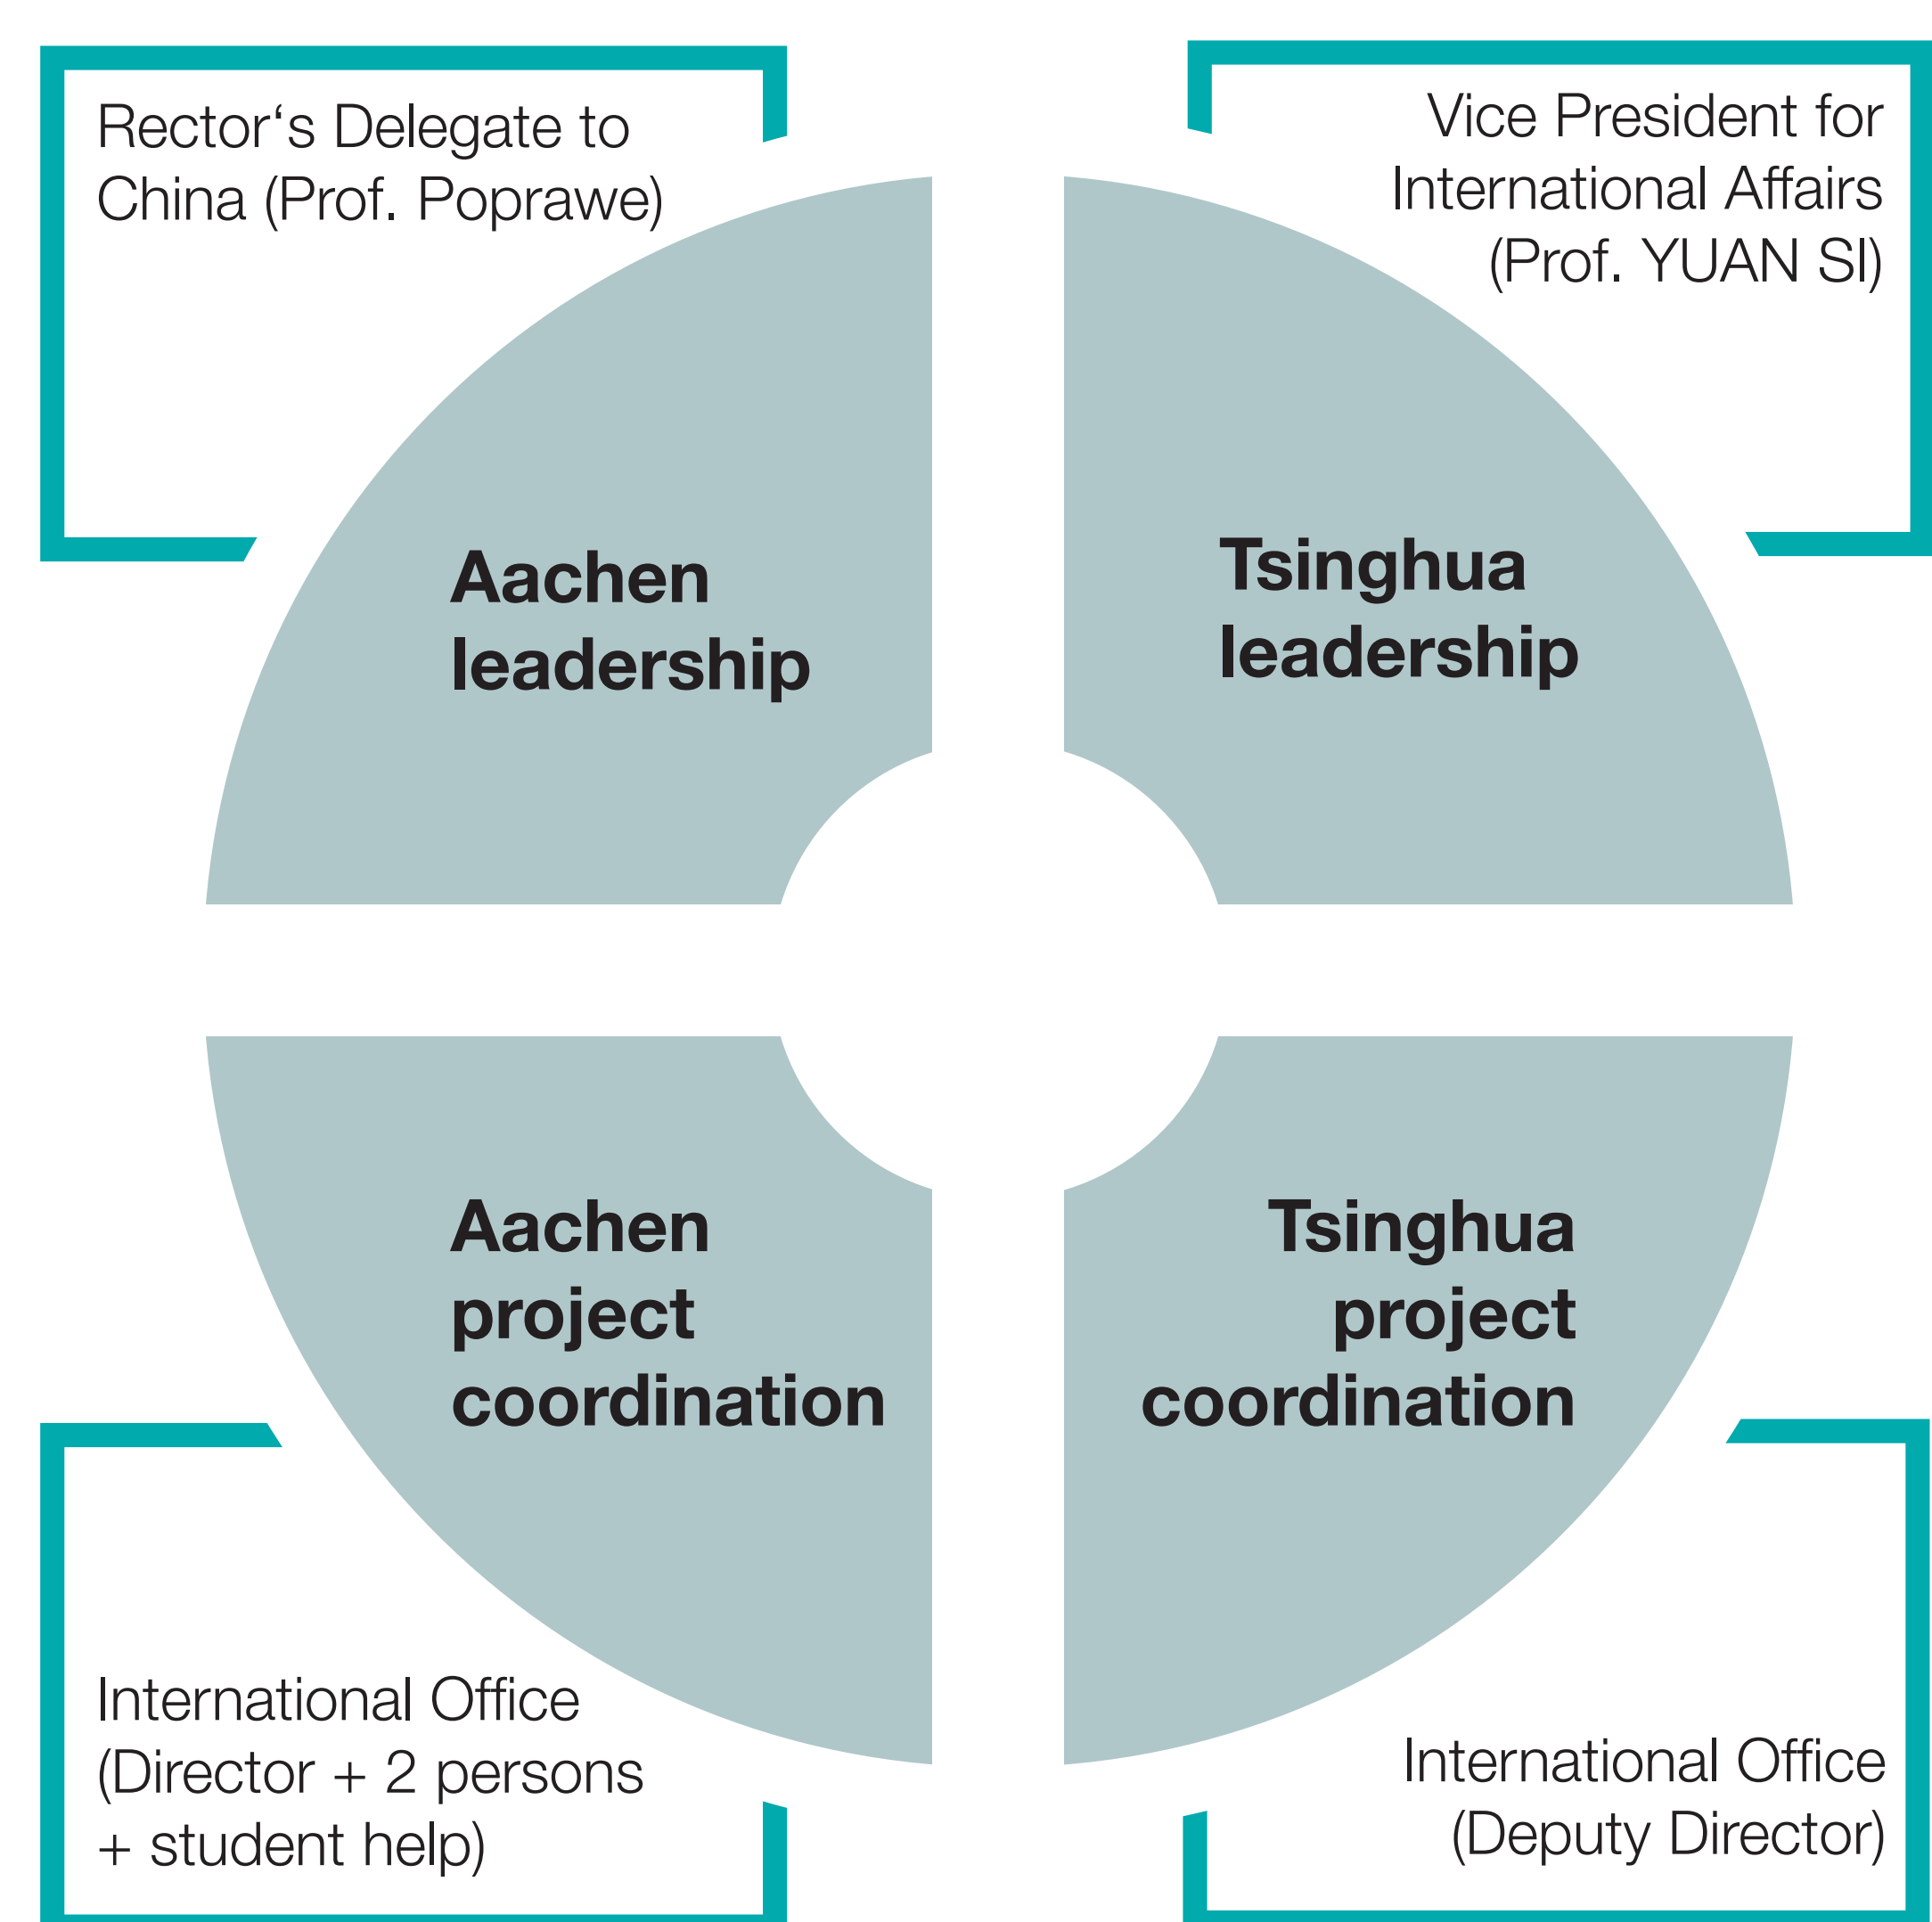 Rector‘s Delegate to
China (Prof. Poprawe)
Vice President for
International Affairs
(Prof. YUAN SI)
Aachen
leadership
Tsinghua
leadership
Aachen
project
coordination
Tsinghua
project
coordination
International Office
(Director + 2 persons
+ student help)
International Office
(Deputy Director)